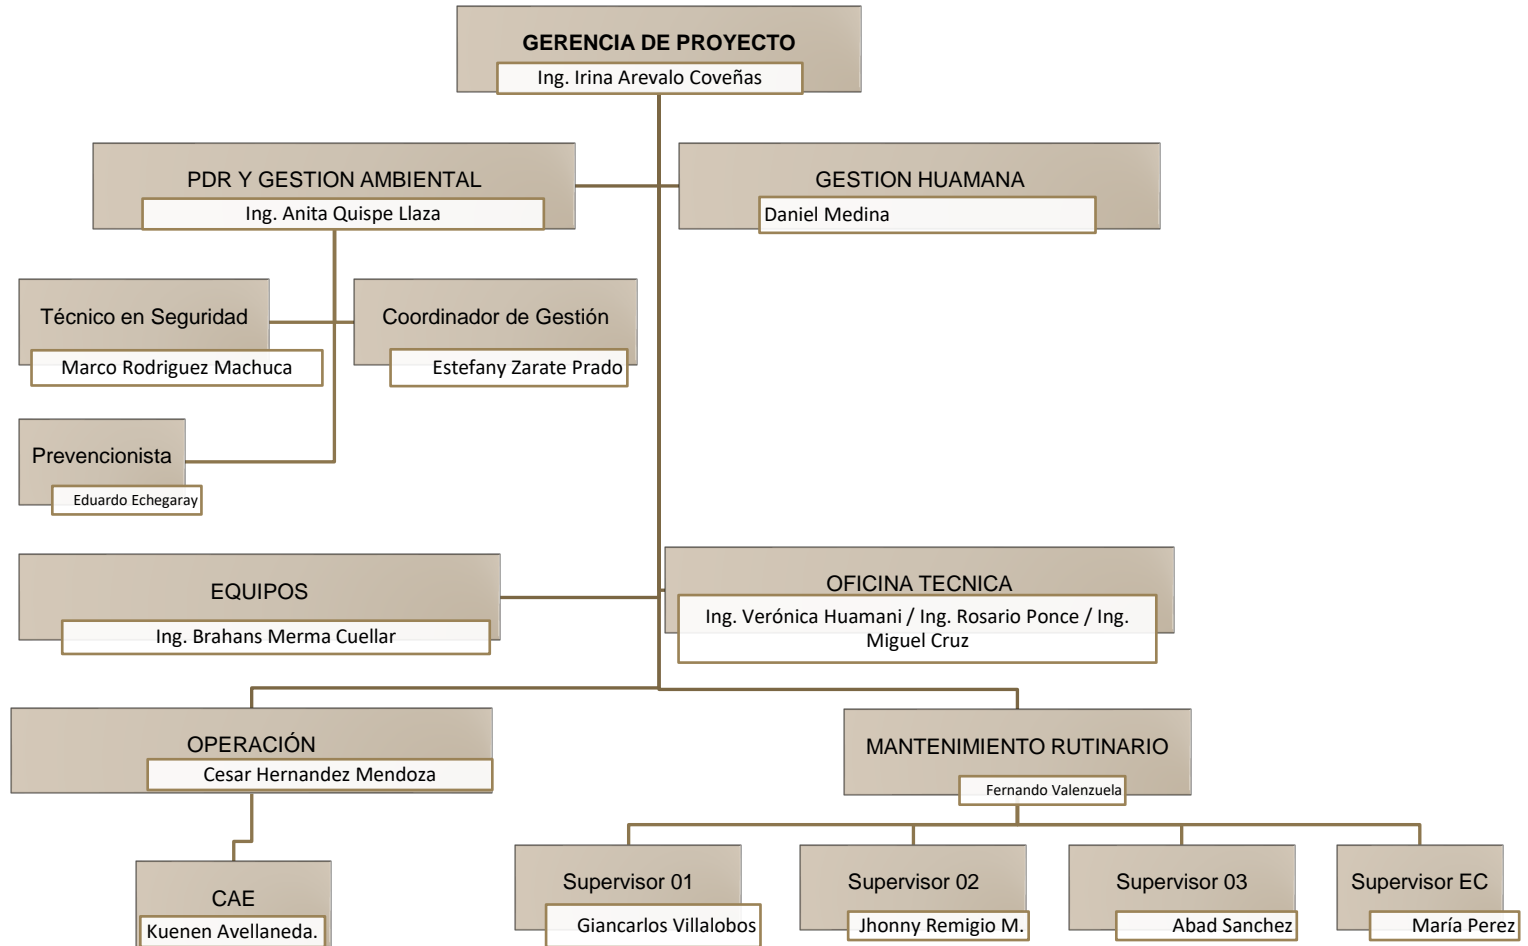 GERENCIA DE PROYECTO
Ing. Irina Arevalo Coveñas
PDR Y GESTION AMBIENTAL
Ing. Anita Quispe Llaza
GESTION HUAMANA
Daniel Medina
Técnico en Seguridad
Marco Rodriguez Machuca
Coordinador de Gestión
Estefany Zarate Prado
Prevencionista
Eduardo Echegaray
EQUIPOS
Ing. Brahans Merma Cuellar
OFICINA TECNICA
Ing. Verónica Huamani / Ing. Rosario Ponce / Ing.
Miguel Cruz
OPERACIÓN
Cesar Hernandez Mendoza
MANTENIMIENTO RUTINARIO
Fernando Valenzuela
CAE
Kuenen Avellaneda.
Supervisor 01
Giancarlos Villalobos
Supervisor 02
Jhonny Remigio M.
Supervisor 03
Abad Sanchez
Supervisor EC
María Perez